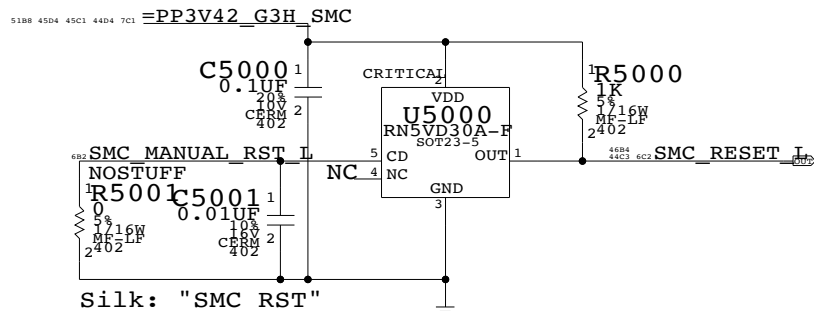 51B8 45D4 45C1 44D4 7C1 =PP3V42_G3H_SMC
C5000 1
0.1UF
20%
10V 2
CERM
402
CRITICAL
2
VDD
U5000
RN5VD30A-F
SOT23-5
5 CD OUT 1
NC 4 NC
GND
3
R5000
1
1K
5%
1/16W
MF-LF
2 402
6B2 SMC_MANUAL_RST_L
46B4
44C3 6C2 SMC_RESET_L
OUT
NOSTUFF
R5001
1
0
5%
1/16W
MF-LF
2 402
C5001 1
0.01UF
10%
16V 2
CERM
402
Silk: "SMC RST"